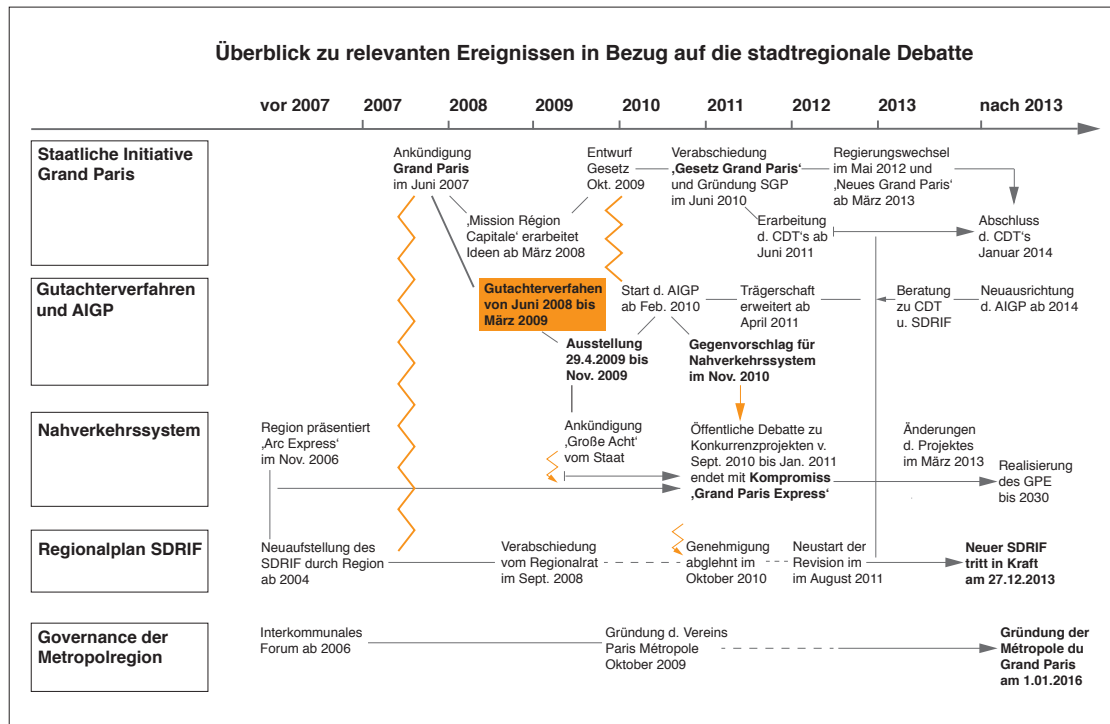 Überblick zu relevanten Ereignissen in Bezug auf die stadtregionale Debatte
vor 2007 2007 2008 2009 2010 2011 2012 2013 nach 2013
Staatliche Initiative
Grand Paris
Ankündigung
Grand Paris
im Juni 2007
‚Mission Région
Capitale‘ erarbeitet
Ideen ab März 2008
Entwurf
Gesetz
Okt. 2009
Verabschiedung
‚Gesetz Grand Paris‘
und Gründung SGP
im Juni 2010
Erarbeitung
d. CDT‘s ab
Juni 2011
Regierungswechsel
im Mai 2012 und
‚Neues Grand Paris‘
ab März 2013
Abschluss
d. CDT‘s
Januar 2014
Gutachterverfahren
und AIGP
Gutachterverfahen
von Juni 2008 bis
März 2009
Ausstellung
29.4.2009 bis
Nov. 2009
Start d. AIGP
ab Feb. 2010
Gegenvorschlag für
Nahverkehrssystem
im Nov. 2010
Trägerschaft
erweitert ab
April 2011
Beratung
zu CDT
u. SDRIF
Neuausrichtung
d. AIGP ab 2014
Nahverkehrssystem
Region präsentiert
‚Arc Express‘
im Nov. 2006
Ankündigung
‚Große Acht‘
vom Staat
Öffentliche Debatte zu
Konkurrenzprojekten v.
Sept. 2010 bis Jan. 2011
endet mit Kompromiss
‚Grand Paris Express‘
Änderungen
d. Projektes
im März 2013
Realisierung
des GPE
bis 2030
Regionalplan SDRIF
Neuaufstellung des
SDRIF durch Region
ab 2004
Verabschiedung
vom Regionalrat
im Sept. 2008
Genehmigung
abglehnt im
Oktober 2010
Neustart der
Revision im
im August 2011
Neuer SDRIF
tritt in Kraft
am 27.12.2013
Governance der
Metropolregion
Interkommunales
Forum ab 2006
Gründung d. Vereins
Paris Métropole
Oktober 2009
Gründung der
Métropole du
Grand Paris
am 1.01.2016